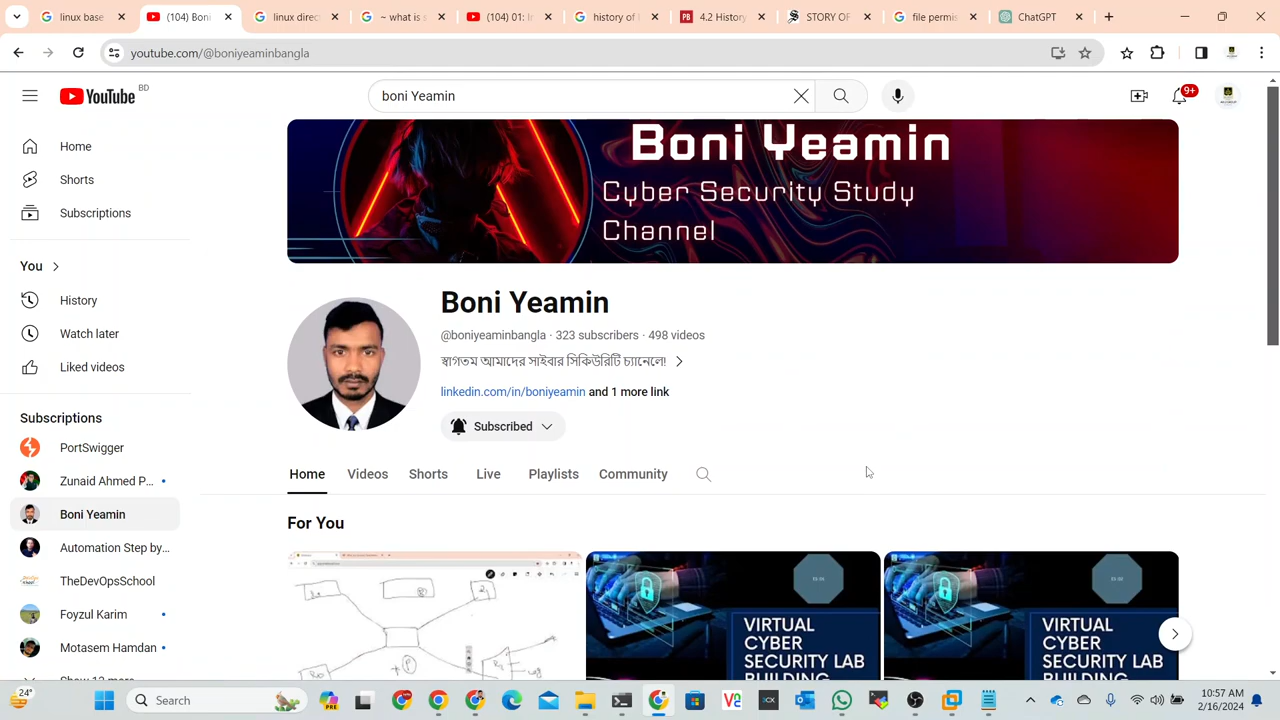 linux base
(104) Boni
linux direc
~ what is
(104) 01: In
history of l
4.2 History
STORY OF
file permis
ChatGPT
youtube.com/@boniyeaminbangla
YouTube BD
boni Yeamin
9+
Home
Shorts
Subscriptions
You
History
Watch later
Liked videos
Subscriptions
PortSwigger
Zunaid Ahmed P...
Boni Yeamin
Automation Step by...
TheDevOpsSchool
Foyzul Karim
Motasem Hamdan
Boni Yeamin
Cyber Security Study
Channel
Boni Yeamin
@boniyeaminbangla · 323 subscribers · 498 videos
স্বাগতম আমাদের সাইবার সিকিউরিটি চ্যানেলে!
linkedin.com/in/boniyeamin and 1 more link
Subscribed
Home Videos Shorts Live Playlists Community
For You
VIRTUAL
CYBER
SECURITY LAB
BUILDING
VIRTUAL
CYBER
SECURITY LAB
BUILDING
24°
Search
10:57 AM
2/16/2024